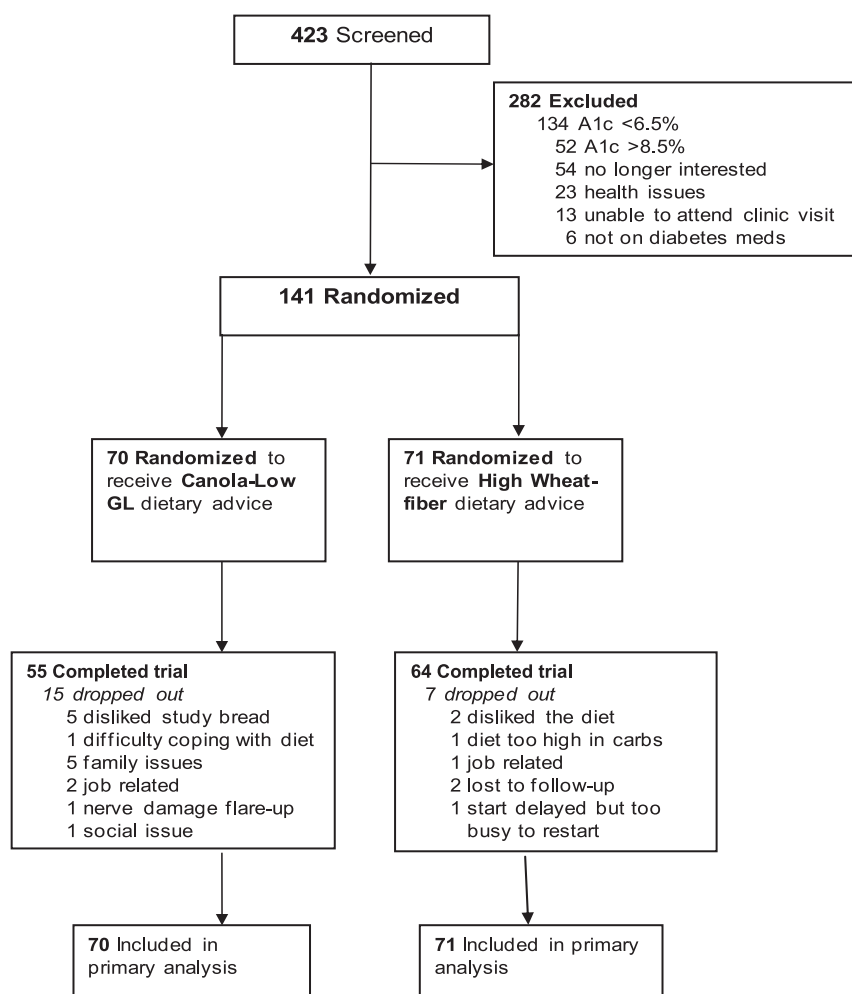 423 Screened
282 Excluded
134 A1c <6.5%
52 A1c >8.5%
54 no longer interested
23 health issues
13 unable to attend clinic visit
6 not on diabetes meds
141 Randomized
70 Randomized to
receive Canola-Low
GL dietary advice
71 Randomized to
receive High Wheat-
fiber dietary advice
55 Completed trial
15 dropped out
5 disliked study bread
1 difficulty coping with diet
5 family issues
2 job related
1 nerve damage flare-up
1 social issue
64 Completed trial
7 dropped out
2 disliked the diet
1 diet too high in carbs
1 job related
2 lost to follow-up
1 start delayed but too
busy to restart
70 Included in
primary analysis
71 Included in primary
analysis